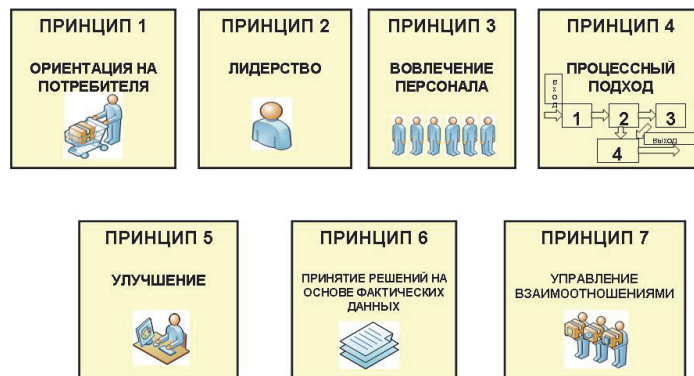 ПРИНЦИП 1
ОРИЕНТАЦИЯ НА
ПОТРЕБИТЕЛЯ
ПРИНЦИП 2
ЛИДЕРСТВО
ПРИНЦИП 3
ВОВЛЕЧЕНИЕ
ПЕРСОНАЛА
ПРИНЦИП 4
ПРОЦЕССНЫЙ
ПОДХОД
ВХОД
1
2
3
4
ВЫХОД
ПРИНЦИП 5
УЛУЧШЕНИЕ
ПРИНЦИП 6
ПРИНЯТИЕ РЕШЕНИЙ НА
ОСНОВЕ ФАКТИЧЕСКИХ
ДАННЫХ
ПРИНЦИП 7
УПРАВЛЕНИЕ
ВЗАИМООТНОШЕНИЯМИ